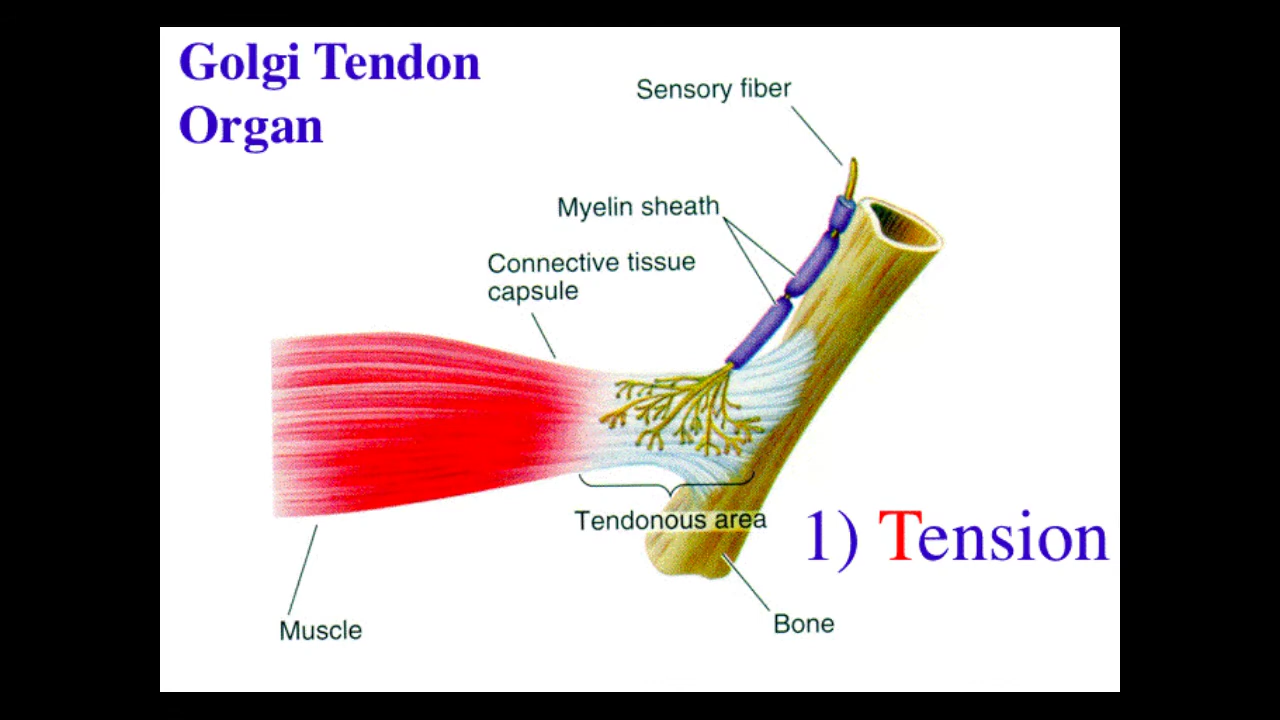 Golgi Tendon
Organ
Sensory fiber
Myelin sheath
Connective tissue
capsule
Tendonous area
1) Tension
Muscle
Bone